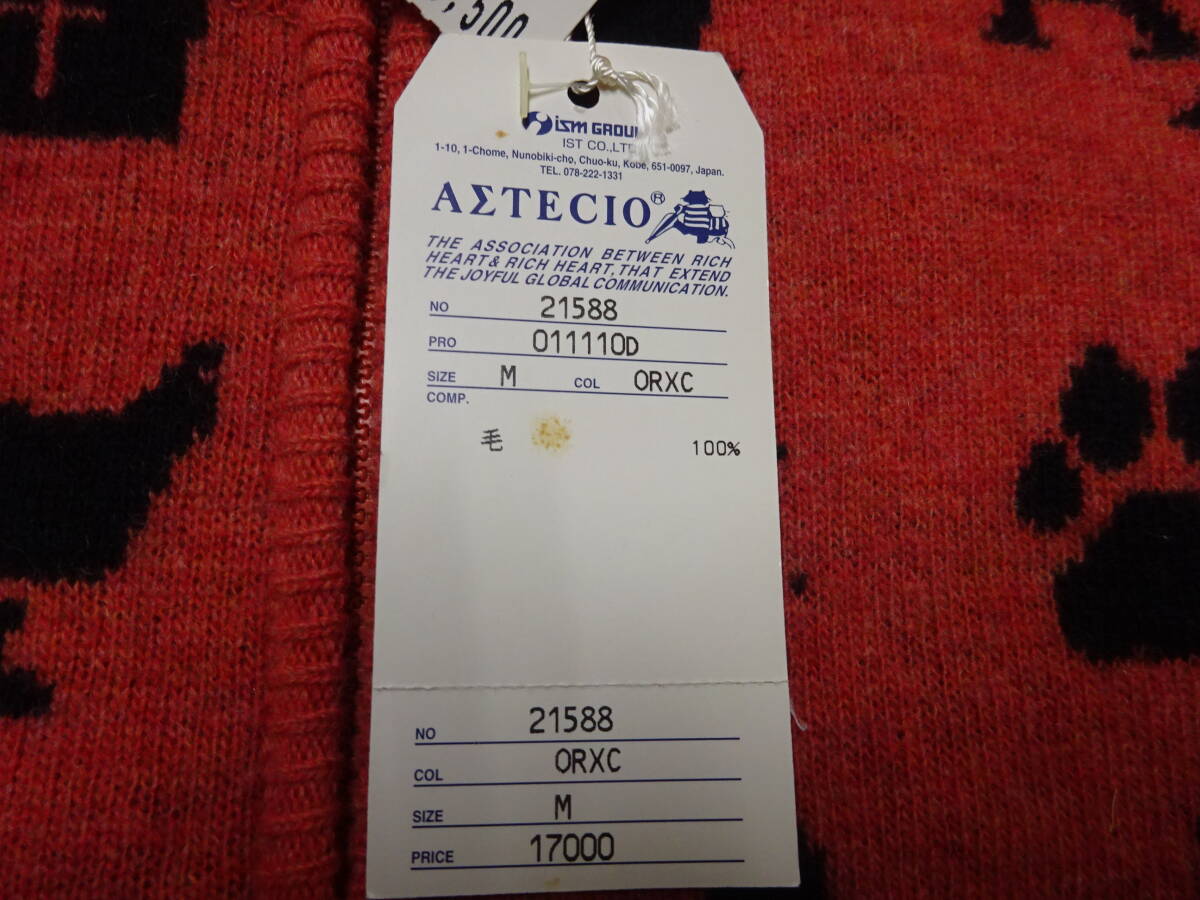 ,500
ism GROUP
IST CO.,LTD
1-10, 1-Chome, Nunobiki-cho, Chuo-ku, Kobe, 651-0097, Japan.
TEL. 078-222-1331
AΣTECIO®
THE ASSOCIATION BETWEEN RICH
HEART & RICH HEART, THAT EXTEND
THE JOYFUL GLOBAL COMMUNICATION.
NO 21588
PRO 011110D
SIZE M COL ORXC
COMP.
毛 100%
NO 21588
COL ORXC
SIZE M
PRICE 17000